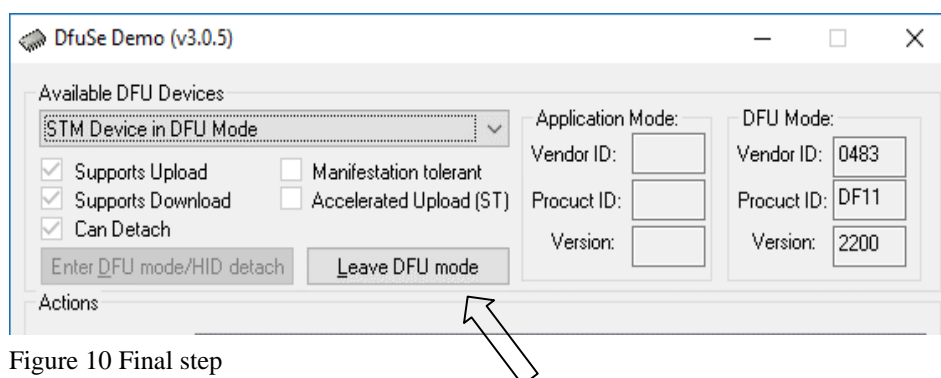 DfuSe Demo (v3.0.5)
Available DFU Devices
STM Device in DFU Mode
Supports Upload
Manifestation tolerant
Supports Download
Accelerated Upload (ST)
Can Detach
Enter DFU mode/HID detach
Leave DFU mode
Application Mode:
Vendor ID:
Procuct ID:
Version:
DFU Mode:
Vendor ID: 0483
Procuct ID: DF11
Version: 2200
Actions
Figure 10 Final step